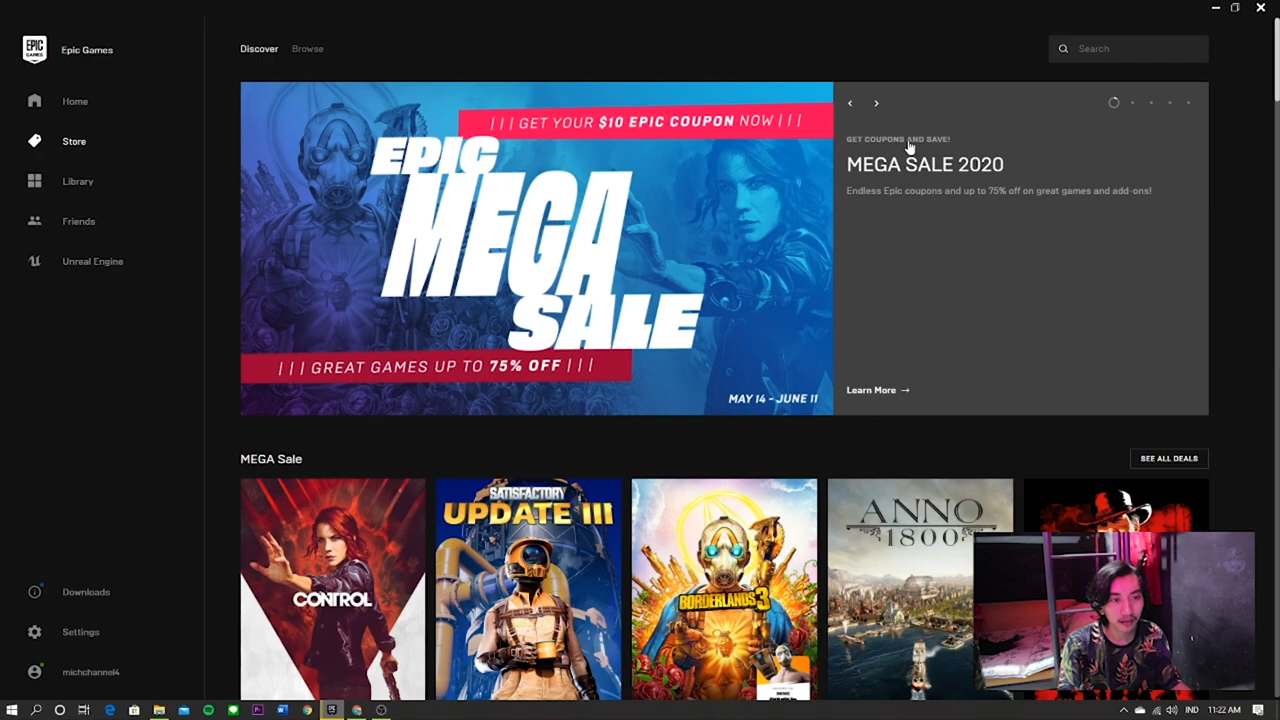 EPIC
GAMES
Epic Games
Home
Store
Library
Friends
Unreal Engine
Downloads
Settings
michchannel4
Discover
Browse
Search
||| GET YOUR $10 EPIC COUPON NOW |||
EPIC
MEGA
SALE
||| GREAT GAMES UP TO 75% OFF |||
MAY 14 - JUNE 11
GET COUPONS AND SAVE!
MEGA SALE 2020
Endless Epic coupons and up to 75% off on great games and add-ons!
Learn More →
MEGA Sale
SEE ALL DEALS
CONTROL
SATISFACTORY
UPDATE III
BORDERLANDS 3
ANNO
1800
IND
11:22 AM